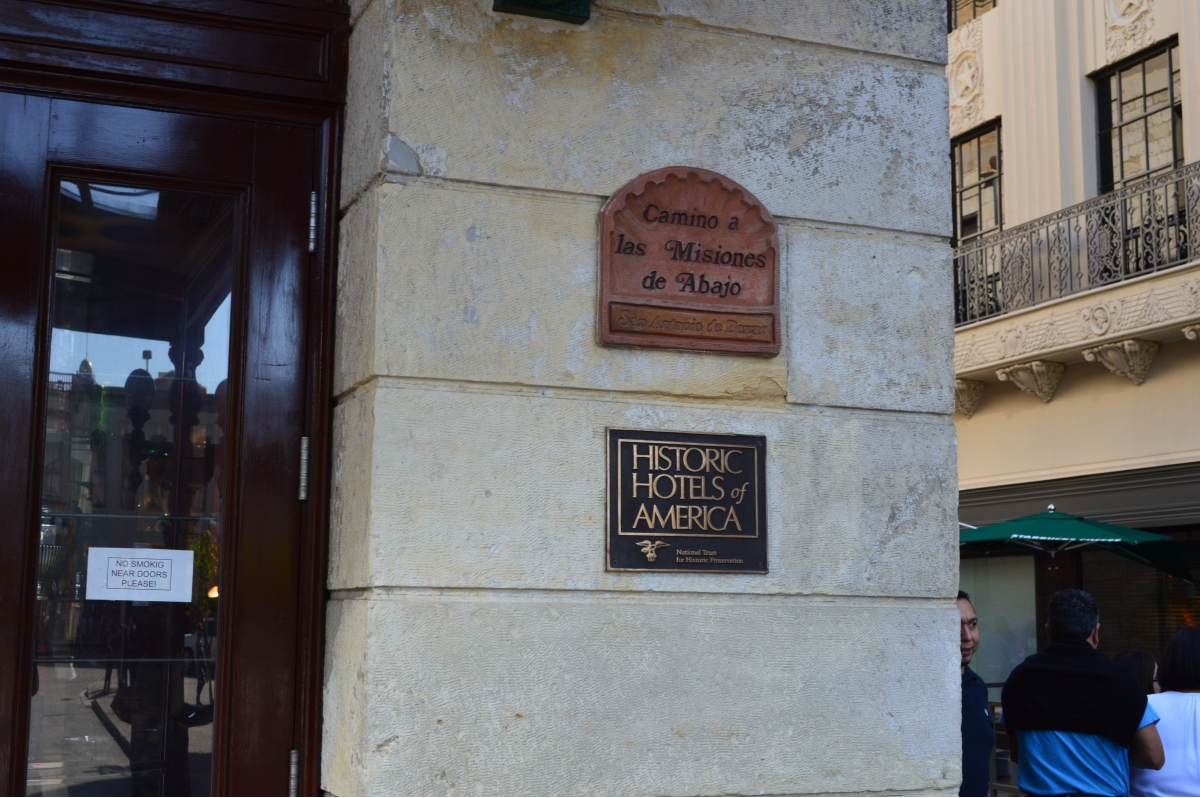 Camino a
las Misiones
de Abajo
San Antonio de Bexar
HISTORIC
HOTELS of
AMERICA
National Trust
for Historic Preservation
NO SMOKIG
NEAR DOORS
PLEASE!